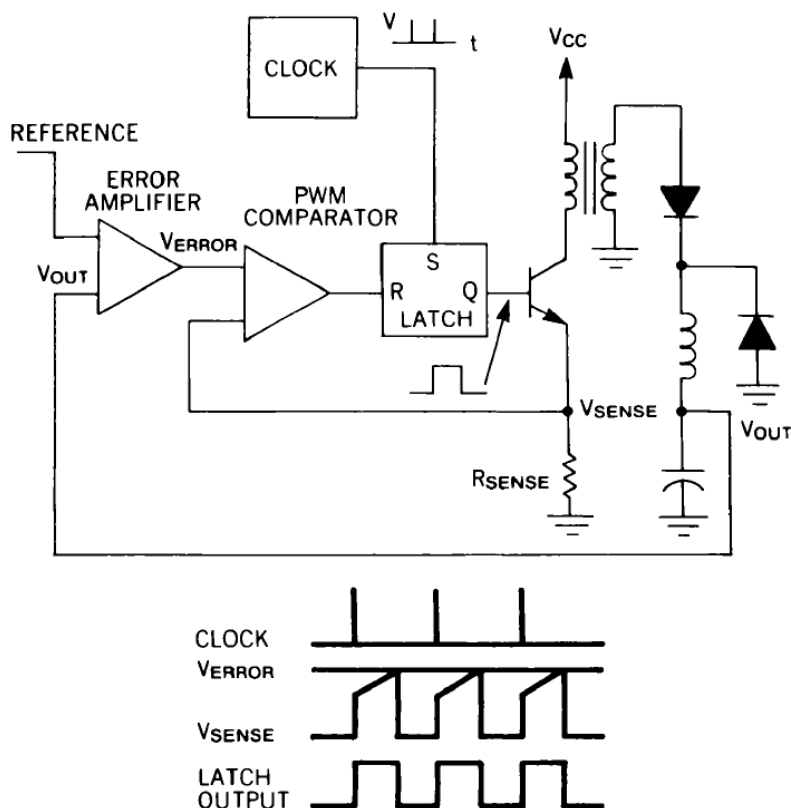 V
t
CLOCK
VCC
REFERENCE
ERROR
AMPLIFIER
PWM
COMPARATOR
VERROR
VOUT
S
R
Q
LATCH
VSENSE
VOUT
RSENSE
CLOCK
VERROR
VSENSE
LATCH
OUTPUT